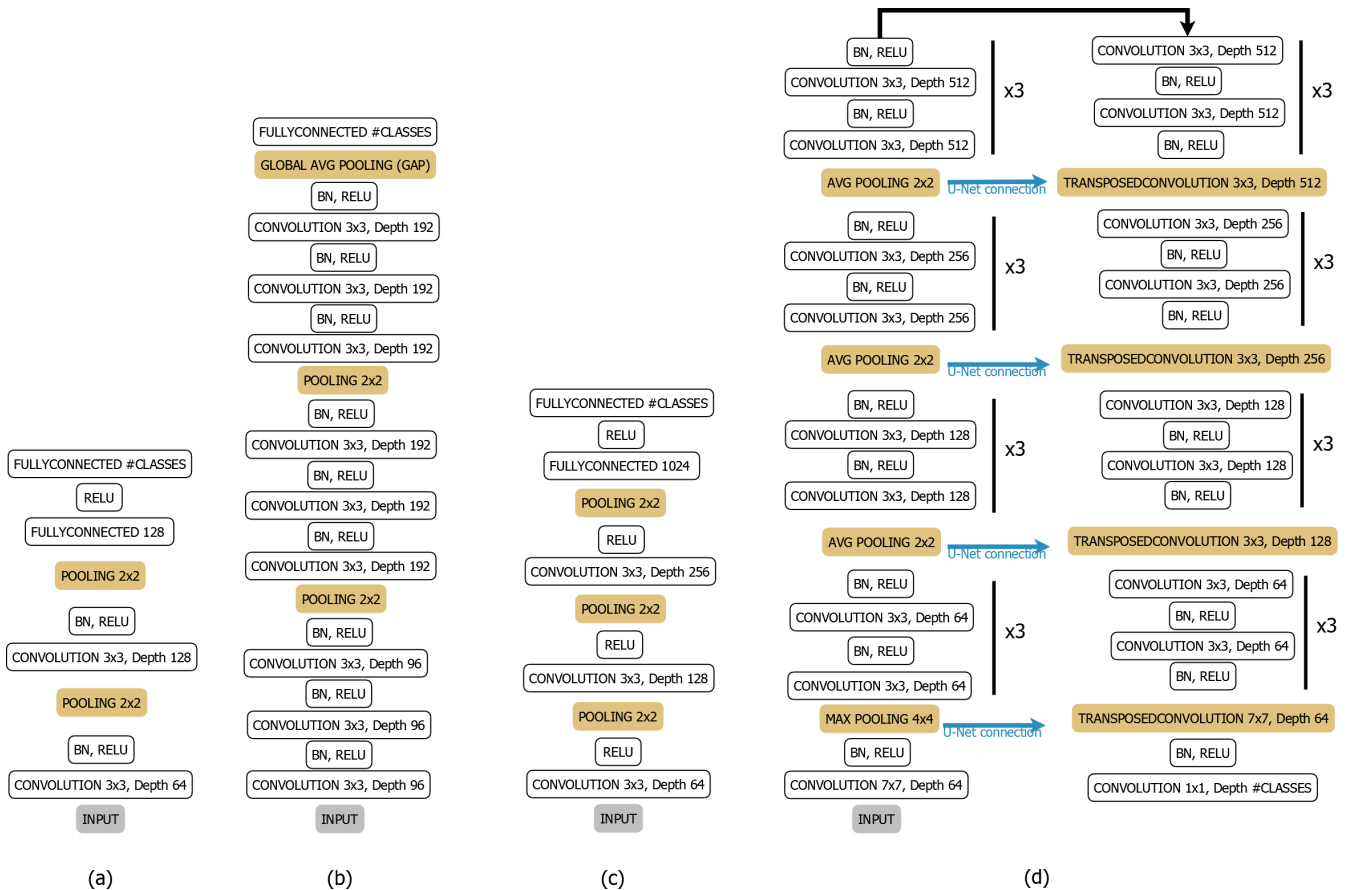 FULLYCONNECTED #CLASSES
RELU
FULLYCONNECTED 128
POOLING 2x2
BN, RELU
CONVOLUTION 3x3, Depth 128
POOLING 2x2
BN, RELU
CONVOLUTION 3x3, Depth 64
INPUT
(a)
FULLYCONNECTED #CLASSES
GLOBAL AVG POOLING (GAP)
BN, RELU
CONVOLUTION 3x3, Depth 192
BN, RELU
CONVOLUTION 3x3, Depth 192
BN, RELU
CONVOLUTION 3x3, Depth 192
POOLING 2x2
BN, RELU
CONVOLUTION 3x3, Depth 192
BN, RELU
CONVOLUTION 3x3, Depth 192
BN, RELU
CONVOLUTION 3x3, Depth 192
POOLING 2x2
BN, RELU
CONVOLUTION 3x3, Depth 96
BN, RELU
CONVOLUTION 3x3, Depth 96
BN, RELU
CONVOLUTION 3x3, Depth 96
INPUT
(b)
FULLYCONNECTED #CLASSES
RELU
FULLYCONNECTED 1024
POOLING 2x2
RELU
CONVOLUTION 3x3, Depth 256
POOLING 2x2
RELU
CONVOLUTION 3x3, Depth 128
POOLING 2x2
RELU
CONVOLUTION 3x3, Depth 64
INPUT
(c)
BN, RELU
CONVOLUTION 3x3, Depth 512
BN, RELU
CONVOLUTION 3x3, Depth 512
x3
AVG POOLING 2x2
U-Net connection
BN, RELU
CONVOLUTION 3x3, Depth 256
BN, RELU
CONVOLUTION 3x3, Depth 256
x3
AVG POOLING 2x2
U-Net connection
BN, RELU
CONVOLUTION 3x3, Depth 128
BN, RELU
CONVOLUTION 3x3, Depth 128
x3
AVG POOLING 2x2
U-Net connection
BN, RELU
CONVOLUTION 3x3, Depth 64
BN, RELU
CONVOLUTION 3x3, Depth 64
x3
MAX POOLING 4x4
U-Net connection
BN, RELU
CONVOLUTION 7x7, Depth 64
INPUT
CONVOLUTION 3x3, Depth 512
BN, RELU
CONVOLUTION 3x3, Depth 512
BN, RELU
x3
TRANSPOSEDCONVOLUTION 3x3, Depth 512
CONVOLUTION 3x3, Depth 256
BN, RELU
CONVOLUTION 3x3, Depth 256
BN, RELU
x3
TRANSPOSEDCONVOLUTION 3x3, Depth 256
CONVOLUTION 3x3, Depth 128
BN, RELU
CONVOLUTION 3x3, Depth 128
BN, RELU
x3
TRANSPOSEDCONVOLUTION 3x3, Depth 128
CONVOLUTION 3x3, Depth 64
BN, RELU
CONVOLUTION 3x3, Depth 64
BN, RELU
x3
TRANSPOSEDCONVOLUTION 7x7, Depth 64
BN, RELU
CONVOLUTION 1x1, Depth #CLASSES
(d)